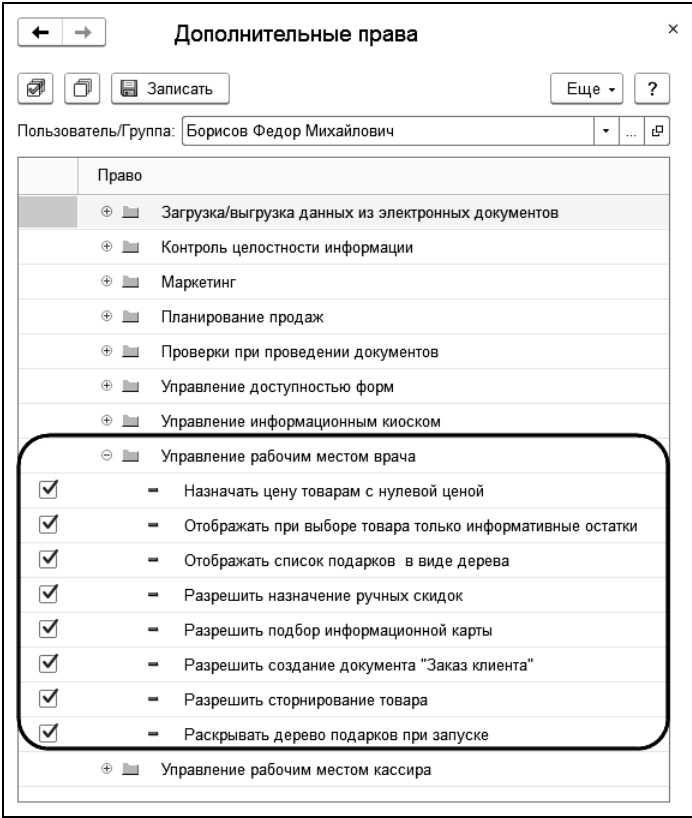 Дополнительные права
Записать
Еще
?
Пользователь/Группа: Борисов Федор Михайлович
Право
Загрузка/выгрузка данных из электронных документов
Контроль целостности информации
Маркетинг
Планирование продаж
Проверки при проведении документов
Управление доступностью форм
Управление информационным киоском
Управление рабочим местом врача
Назначать цену товарам с нулевой ценой
Отображать при выборе товара только информативные остатки
Отображать список подарков в виде дерева
Разрешить назначение ручных скидок
Разрешить подбор информационной карты
Разрешить создание документа "Заказ клиента"
Разрешить сторнирование товара
Раскрывать дерево подарков при запуске
Управление рабочим местом кассира